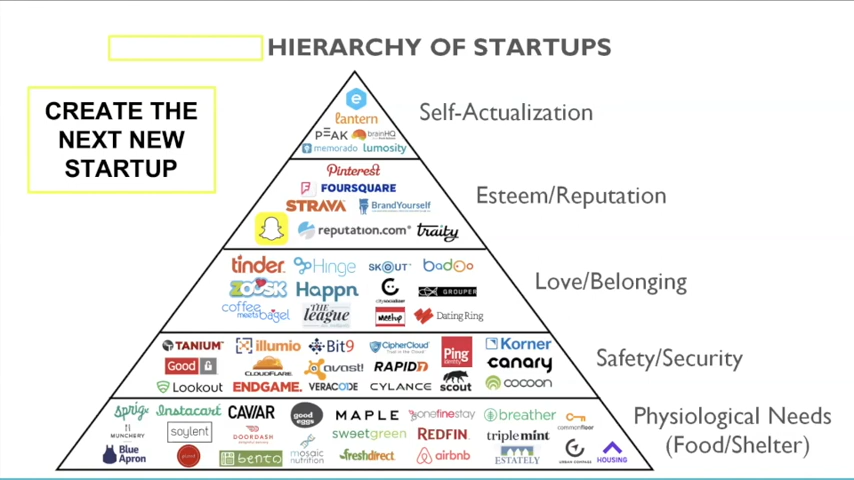 HIERARCHY OF STARTUPS
CREATE THE
NEXT NEW
STARTUP
Self-Actualization
lantern
PEAK brainHQ
memorado lumosity
Esteem/Reputation
Pinterest
FOURSQUARE
STRAVA BrandYourself
reputation.com traity
Love/Belonging
tinder Hinge SKOUT badoo
zoosk Happn citysocializer GROUPER
coffee meets bagel THE league meetup Dating Ring
Safety/Security
TANIUM illumio Bit9 CipherCloud Ping Identity Korner
Good CLOUDFLARE avast! RAPID7 canary
Lookout ENDGAME. VERACODE CYLANCE scout cocoon
Physiological Needs
(Food/Shelter)
sprig Instacart CAVIAR good eggs MAPLE onefinestay breather commonfloor
MUNCHERY soylent DOORDASH sweetgreen REDFIN. triplemint
Blue Apron bento mosaic nutrition freshdirect airbnb ESTATELY URBAN COMPASS HOUSING